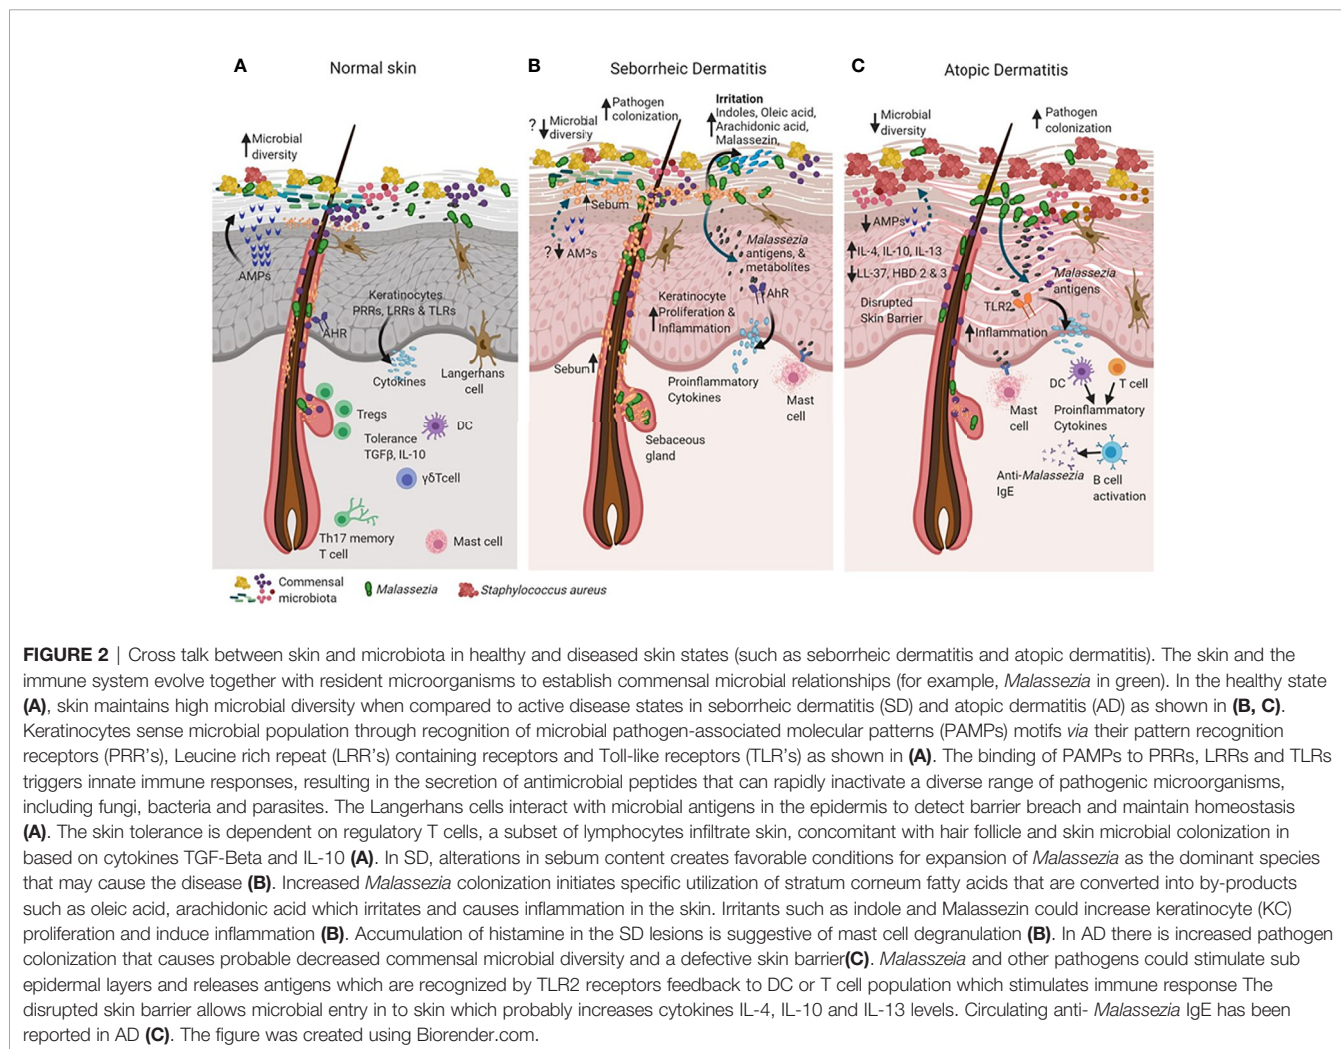 A
Normal skin
Microbial
diversity
AMPs
Keratinocytes
PRRs, LRRs & TLRs
AHR
Cytokines
Langerhans
cell
Tregs
Tolerance
TGFβ, IL-10
DC
γδTcell
Th17 memory
T cell
Mast cell
B
Seborrheic Dermatitis
? Microbial
diversity
Pathogen
colonization
Irritation
Indoles, Oleic acid,
Arachidonic acid,
Malassezin,
Sebum
? AMPs
Malassezia
antigens, &
metabolites
AhR
Keratinocyte
Proliferation &
Inflammation
Sebum
Proinflammatory
Cytokines
Mast
cell
Sebaceous
gland
C
Atopic Dermatitis
Microbial
diversity
Pathogen
colonization
AMPs
IL-4, IL-10, IL-13
LL-37, HBD 2 & 3
Disrupted
Skin Barrier
TLR2
Malassezia
antigens
Inflammation
Mast
cell
DC
T cell
Proinflammatory
Cytokines
Anti-Malassezia
IgE
B cell
activation
Commensal
microbiota
Malassezia
Staphylococcus aureus
FIGURE 2 | Cross talk between skin and microbiota in healthy and diseased skin states (such as seborrheic dermatitis and atopic dermatitis). The skin and the
immune system evolve together with resident microorganisms to establish commensal microbial relationships (for example, Malassezia in green). In the healthy state
(A), skin maintains high microbial diversity when compared to active disease states in seborrheic dermatitis (SD) and atopic dermatitis (AD) as shown in (B, C).
Keratinocytes sense microbial population through recognition of microbial pathogen-associated molecular patterns (PAMPs) motifs via their pattern recognition
receptors (PRR's), Leucine rich repeat (LRR's) containing receptors and Toll-like receptors (TLR's) as shown in (A). The binding of PAMPs to PRRs, LRRs and TLRs
triggers innate immune responses, resulting in the secretion of antimicrobial peptides that can rapidly inactivate a diverse range of pathogenic microorganisms,
including fungi, bacteria and parasites. The Langerhans cells interact with microbial antigens in the epidermis to detect barrier breach and maintain homeostasis
(A). The skin tolerance is dependent on regulatory T cells, a subset of lymphocytes infiltrate skin, concomitant with hair follicle and skin microbial colonization in
based on cytokines TGF-Beta and IL-10 (A). In SD, alterations in sebum content creates favorable conditions for expansion of Malassezia as the dominant species
that may cause the disease (B). Increased Malassezia colonization initiates specific utilization of stratum corneum fatty acids that are converted into by-products
such as oleic acid, arachidonic acid which irritates and causes inflammation in the skin. Irritants such as indole and Malassezin could increase keratinocyte (KC)
proliferation and induce inflammation (B). Accumulation of histamine in the SD lesions is suggestive of mast cell degranulation (B). In AD there is increased pathogen
colonization that causes probable decreased commensal microbial diversity and a defective skin barrier(C). Malasszeia and other pathogens could stimulate sub
epidermal layers and releases antigens which are recognized by TLR2 receptors feedback to DC or T cell population which stimulates immune response The
disrupted skin barrier allows microbial entry in to skin which probably increases cytokines IL-4, IL-10 and IL-13 levels. Circulating anti- Malassezia IgE has been
reported in AD (C). The figure was created using Biorender.com.